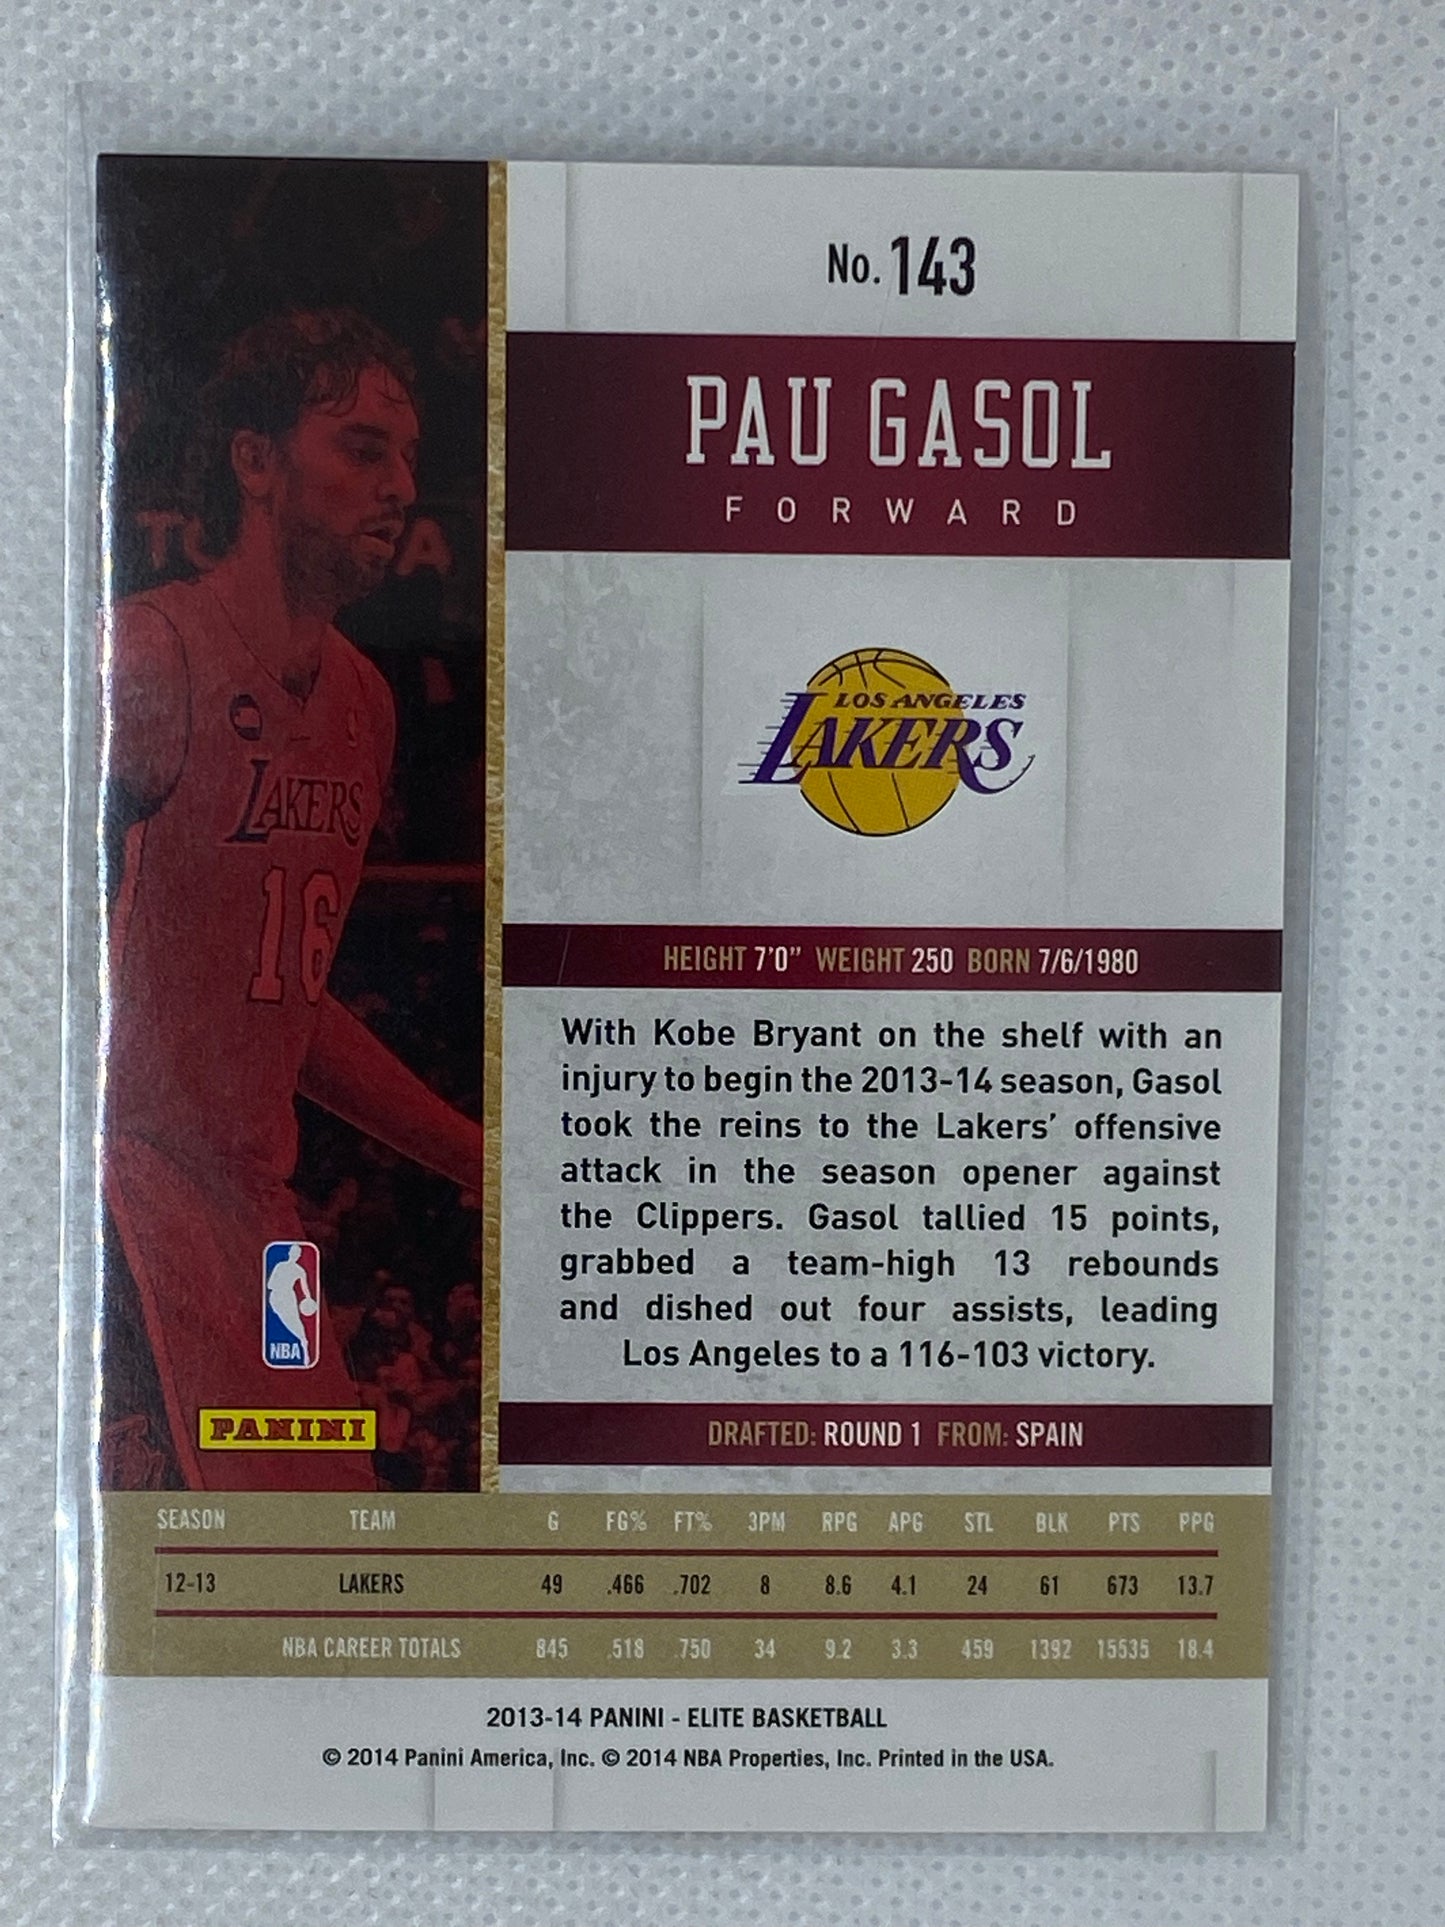 No. 143
PAU GASOL
FORWARD
LOS ANGELES
LAKERS
HEIGHT 7'0" WEIGHT 250 BORN 7/6/1980
With Kobe Bryant on the shelf with an
injury to begin the 2013-14 season, Gasol
took the reins to the Lakers' offensive
attack in the season opener against
the Clippers. Gasol tallied 15 points,
grabbed a team-high 13 rebounds
and dished out four assists, leading
Los Angeles to a 116-103 victory.
DRAFTED: ROUND 1 FROM: SPAIN
LAKERS
16
NBA
PANINI
SEASON TEAM G FG% FT% 3PM RPG APG STL BLK PTS PPG
12-13 LAKERS 49 .466 .702 8 8.6 4.1 24 61 673 13.7
NBA CAREER TOTALS 845 .518 .750 34 9.2 3.3 459 1392 15535 18.4
2013-14 PANINI - ELITE BASKETBALL
© 2014 Panini America, Inc. © 2014 NBA Properties, Inc. Printed in the USA.